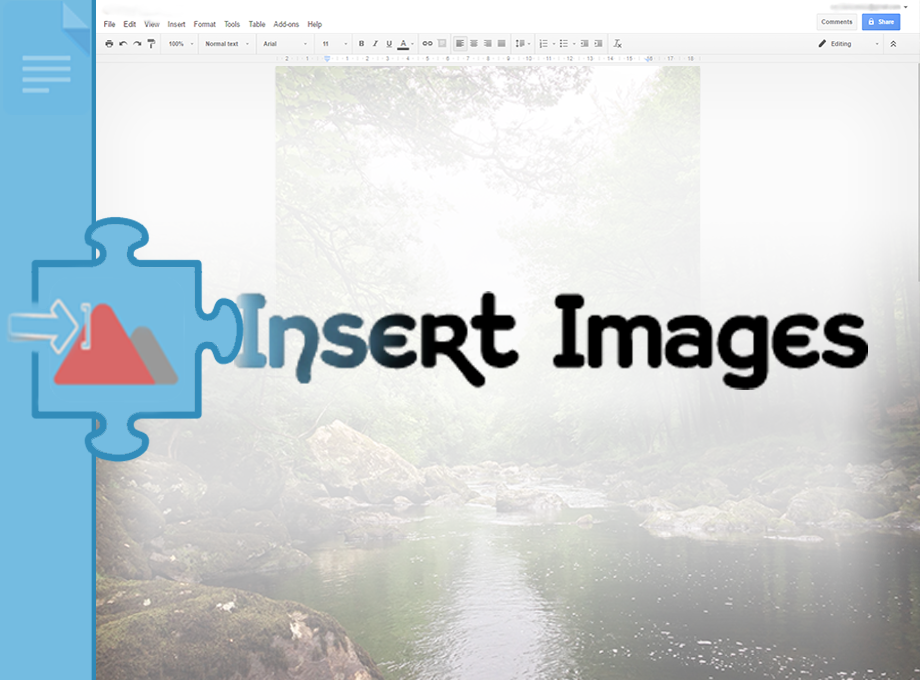 File Edit View Insert Format Tools Table Add-ons Help
Comments Share
100% Normal text Arial 11 B I U A Editing
2 1 1 2 3 4 5 6 7 8 9 10 11 12 13 14 15 16 17 18
Insert Images